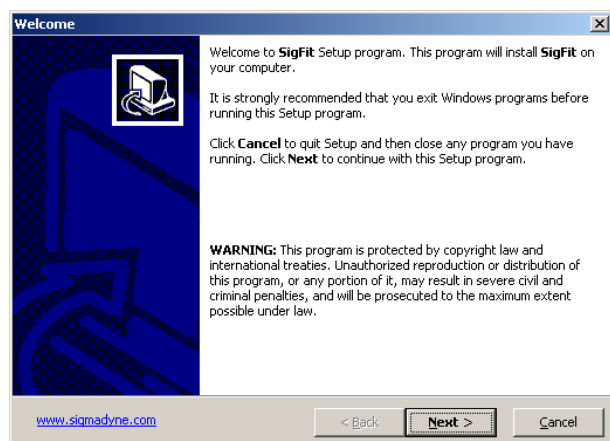 Welcome
Welcome to SigFit Setup program. This program will install SigFit on
your computer.
It is strongly recommended that you exit Windows programs before
running this Setup program.
Click Cancel to quit Setup and then close any program you have
running. Click Next to continue with this Setup program.
WARNING: This program is protected by copyright law and
international treaties. Unauthorized reproduction or distribution of
this program, or any portion of it, may result in severe civil and
criminal penalties, and will be prosecuted to the maximum extent
possible under law.
www.sigmadyne.com
< Back
Next >
Cancel